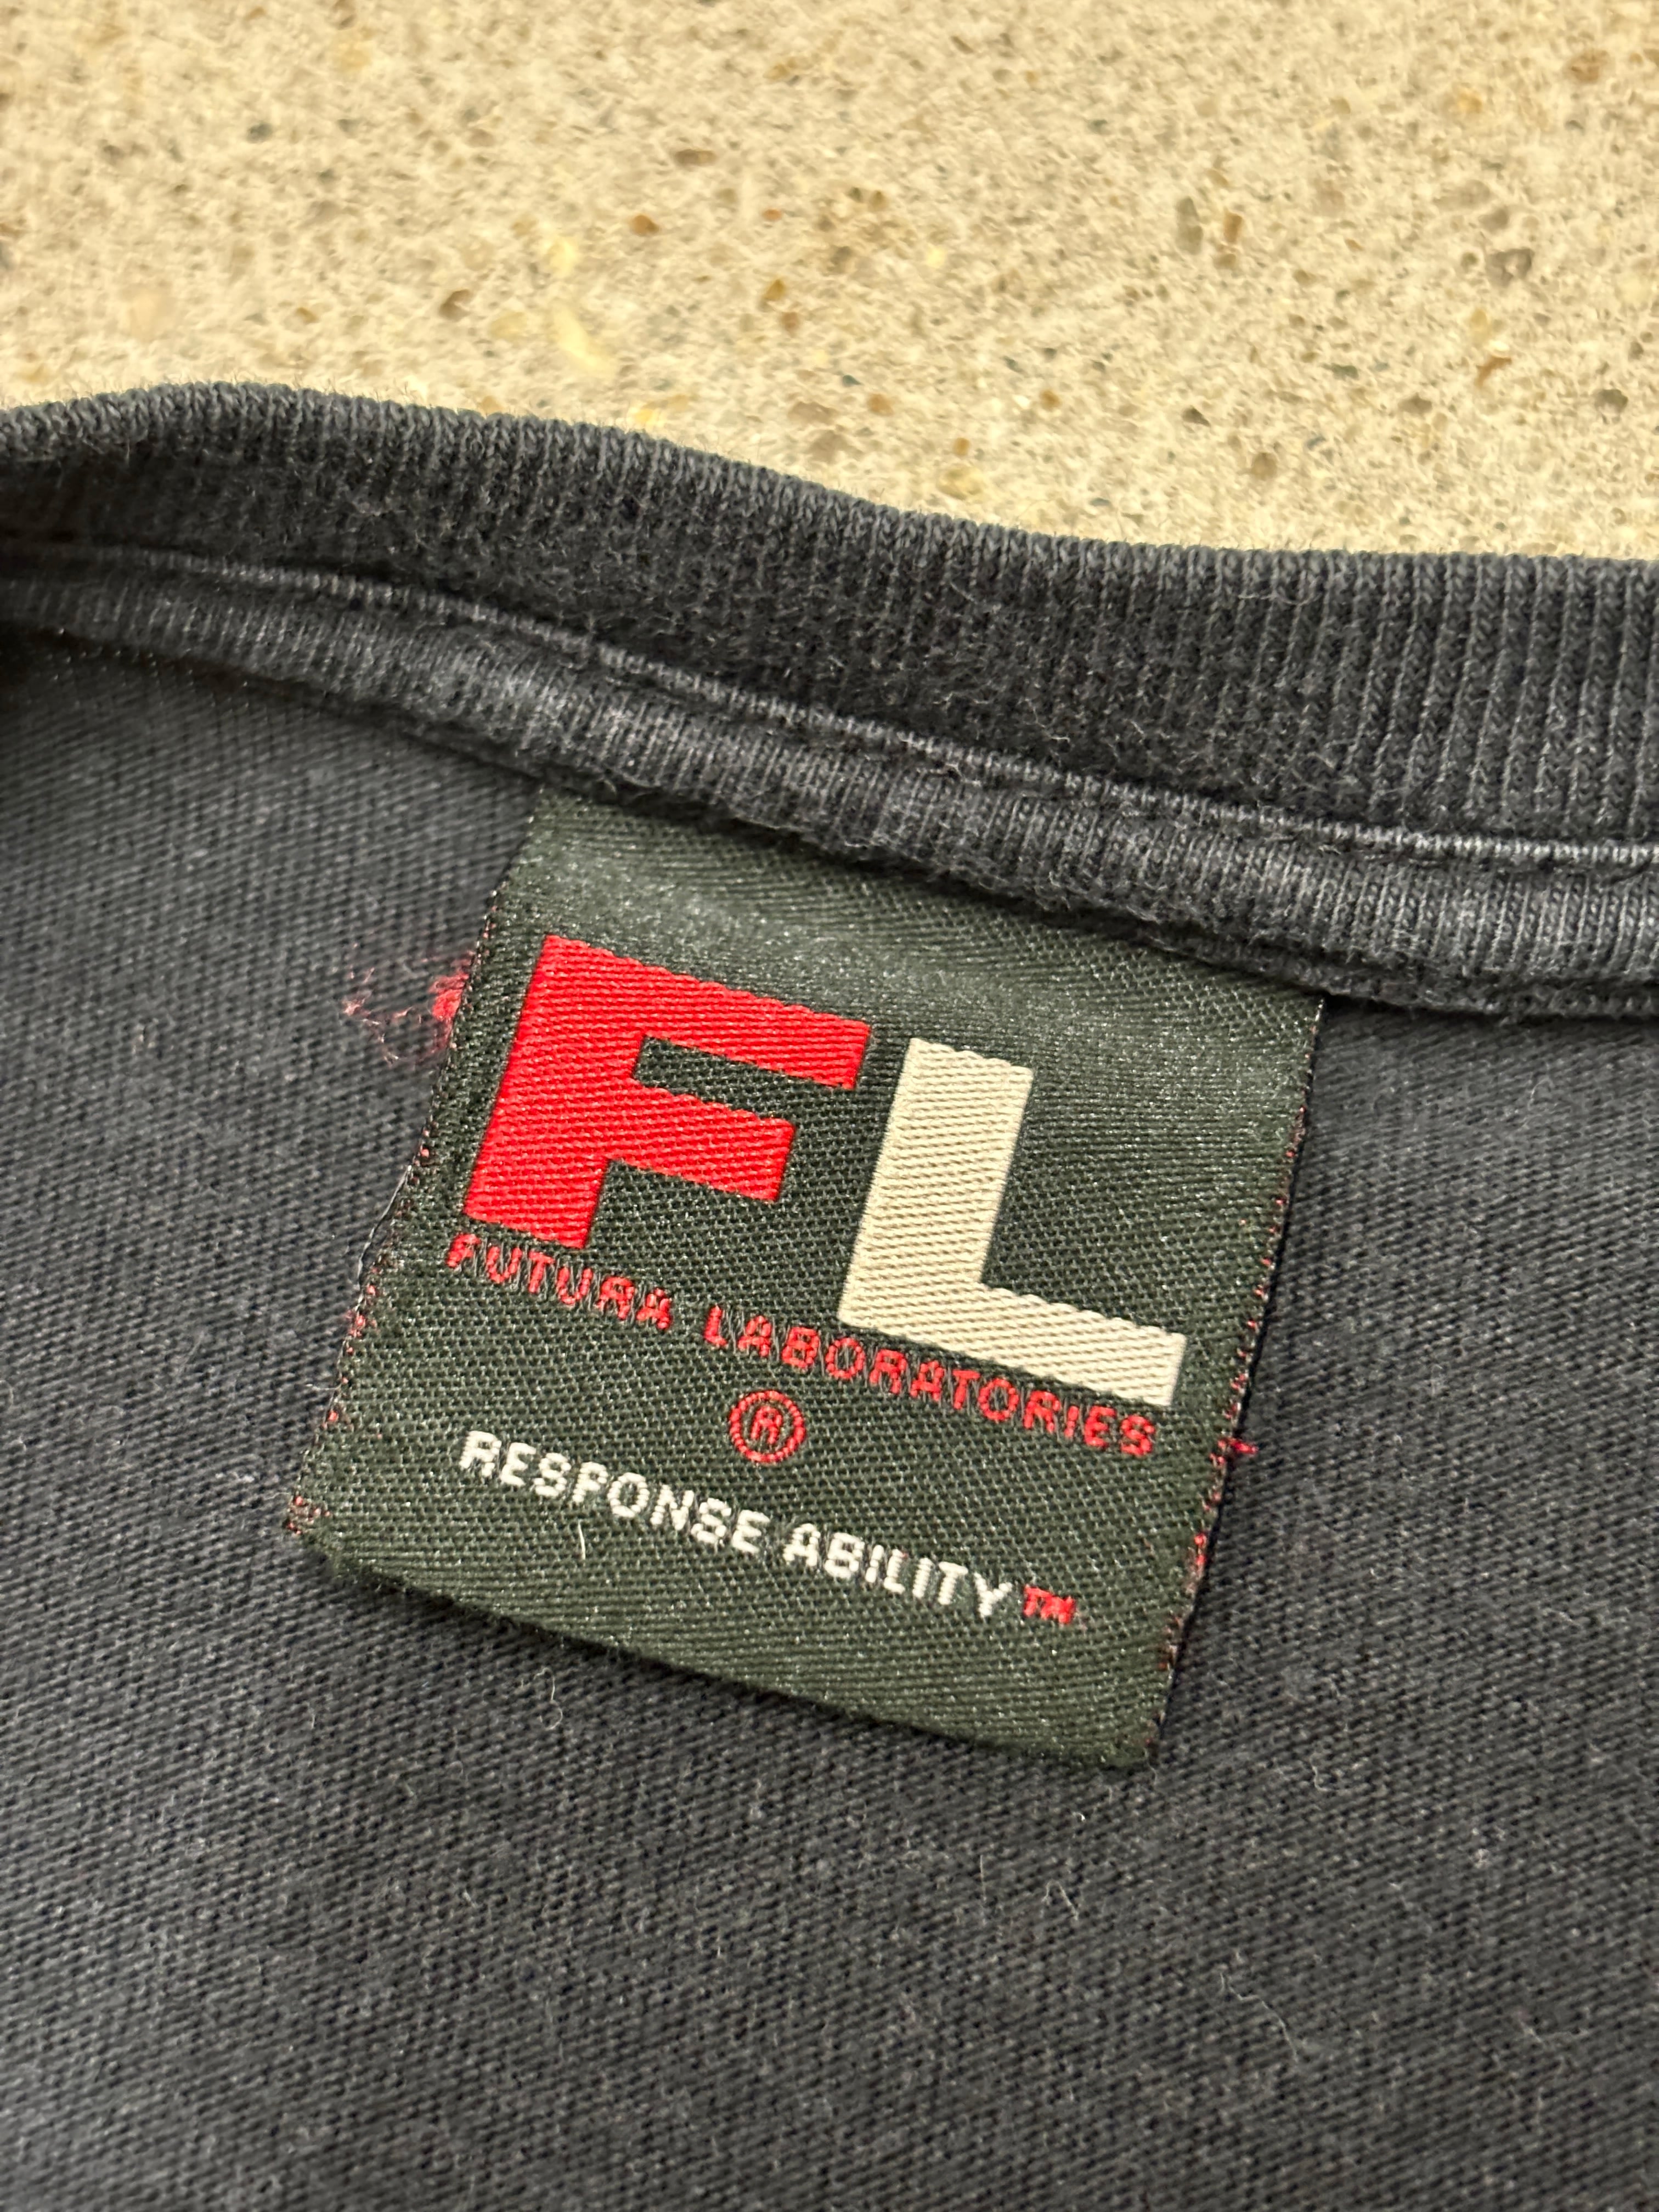 FL
FUTURA LABORATORIES
®
RESPONSE ABILITY™